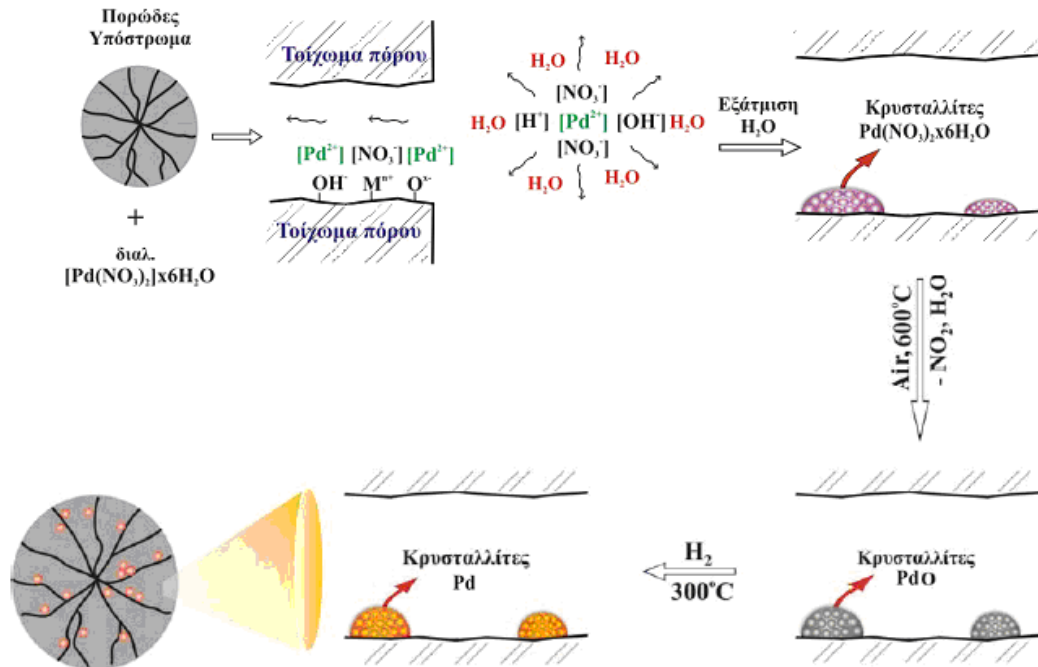 Πορώδες
Υπόστρωμα
+
διαλ.
[Pd(NO₃)₂]x6H₂O
Τοίχωμα πόρου
[Pd²⁺] [NO₃⁻] [Pd²⁺]
OH⁻ Mⁿ⁺ Oˣ⁻
Τοίχωμα πόρου
H₂O H₂O
[NO₃⁻]
H₂O [H⁺] [Pd²⁺] [OH⁻] H₂O
[NO₃⁻]
H₂O H₂O
Εξάτμιση
H₂O
Κρυσταλλίτες
Pd(NO₃)₂x6H₂O
Air, 600°C
- NO₂, H₂O
Κρυσταλλίτες
PdO
H₂
300°C
Κρυσταλλίτες
Pd